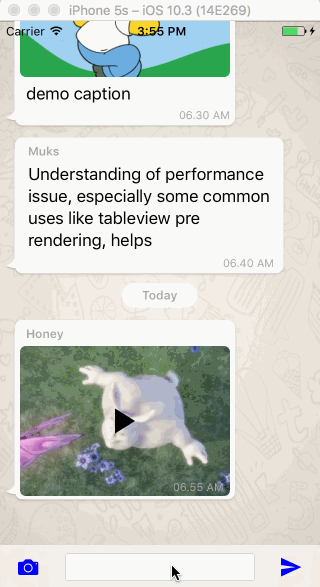 iPhone 5s – iOS 10.3 (14E269)
Carrier 3:55 PM
demo caption
06.30 AM
Muks
Understanding of performance
issue, especially some common
uses like tableview pre
rendering, helps
06.40 AM
Today
Honey
06.55 AM